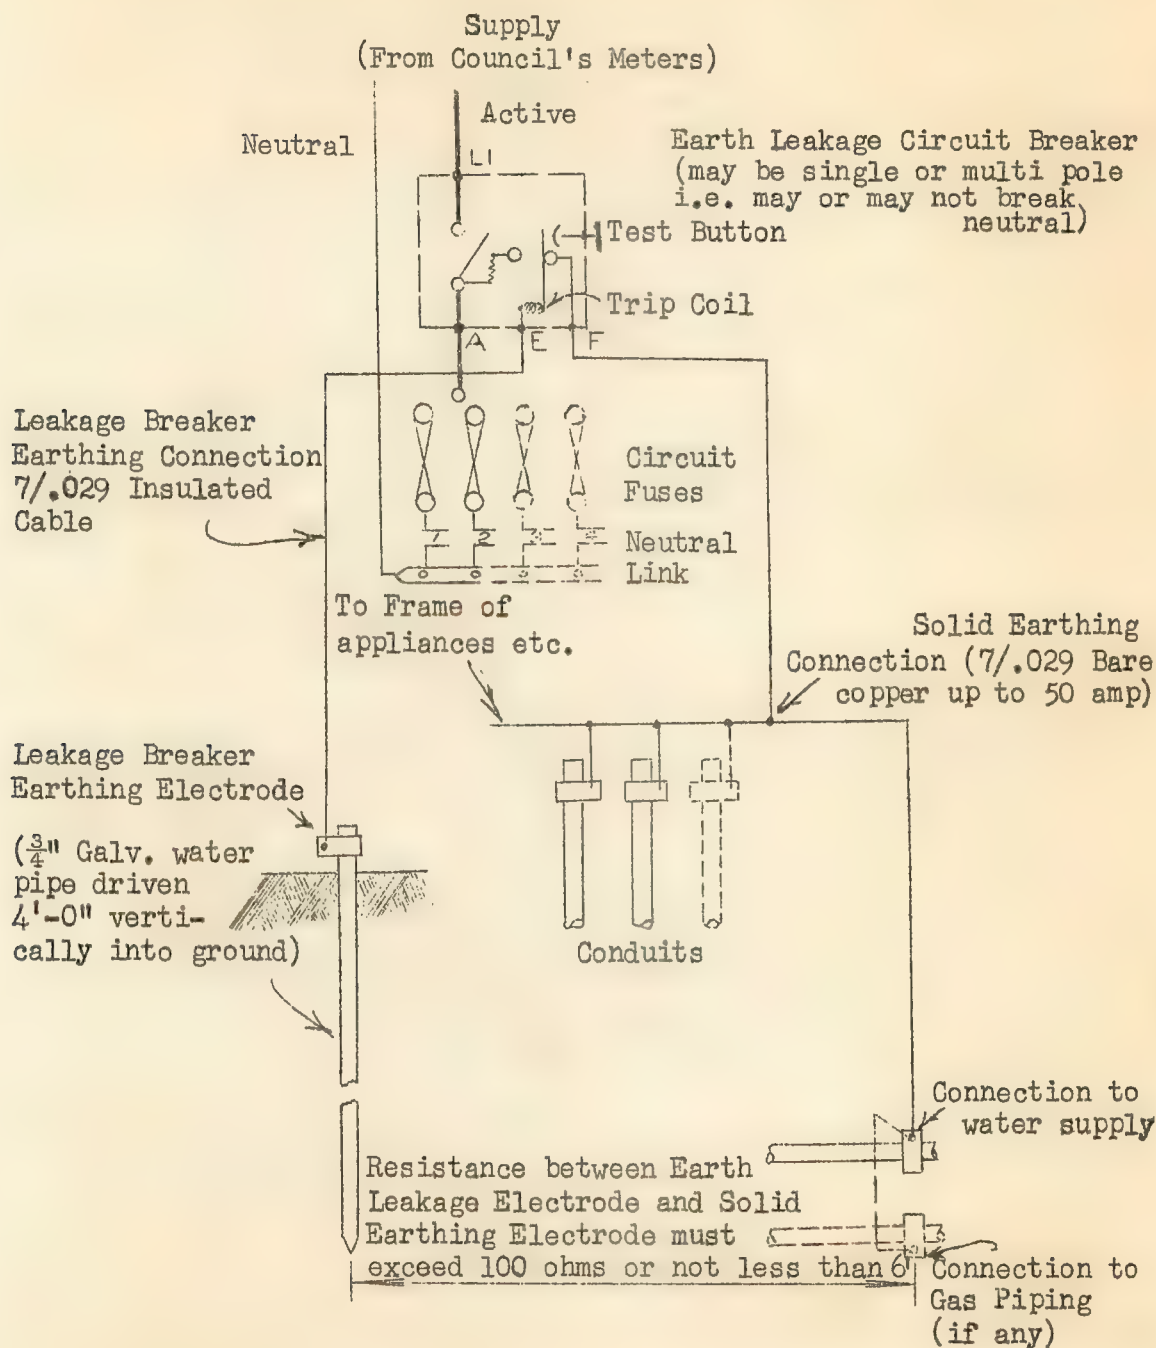 Supply
(From Council's Meters)
Active
Neutral
L1
Earth Leakage Circuit Breaker
(may be single or multi pole
i.e. may or may not break
neutral)
Test Button
Trip Coil
A
E
F
Leakage Breaker
Earthing Connection
7/.029 Insulated
Cable
Circuit
Fuses
1 2 3 4
Neutral
Link
To Frame of
appliances etc.
Solid Earthing
Connection (7/.029 Bare
copper up to 50 amp)
Leakage Breaker
Earthing Electrode
(3/4" Galv. water
pipe driven
4'-0" verti-
cally into ground)
Conduits
Connection to
water supply
Resistance between Earth
Leakage Electrode and Solid
Earthing Electrode must
exceed 100 ohms or not less than 6'
Connection to
Gas Piping
(if any)